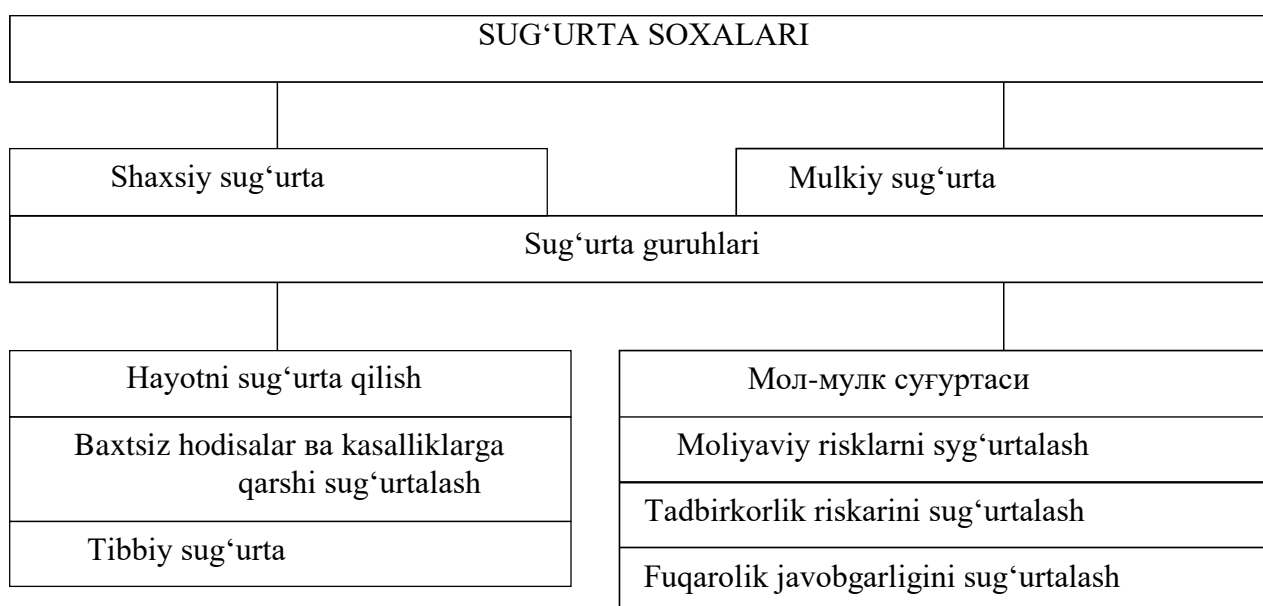 SUG‘URTA SOXALARI
Shaxsiy sug‘urta
Mulkiy sug‘urta
Sug‘urta guruhlari
Hayotni sug‘urta qilish
Baxtsiz hodisalar ва kasalliklarga
qarshi sug‘urtalash
Tibbiy sug‘urta
Мол-мулк суғуртаси
Moliyaviy risklarni syg‘urtalash
Tadbirkorlik riskarini sug‘urtalash
Fuqarolik javobgarligini sug‘urtalash